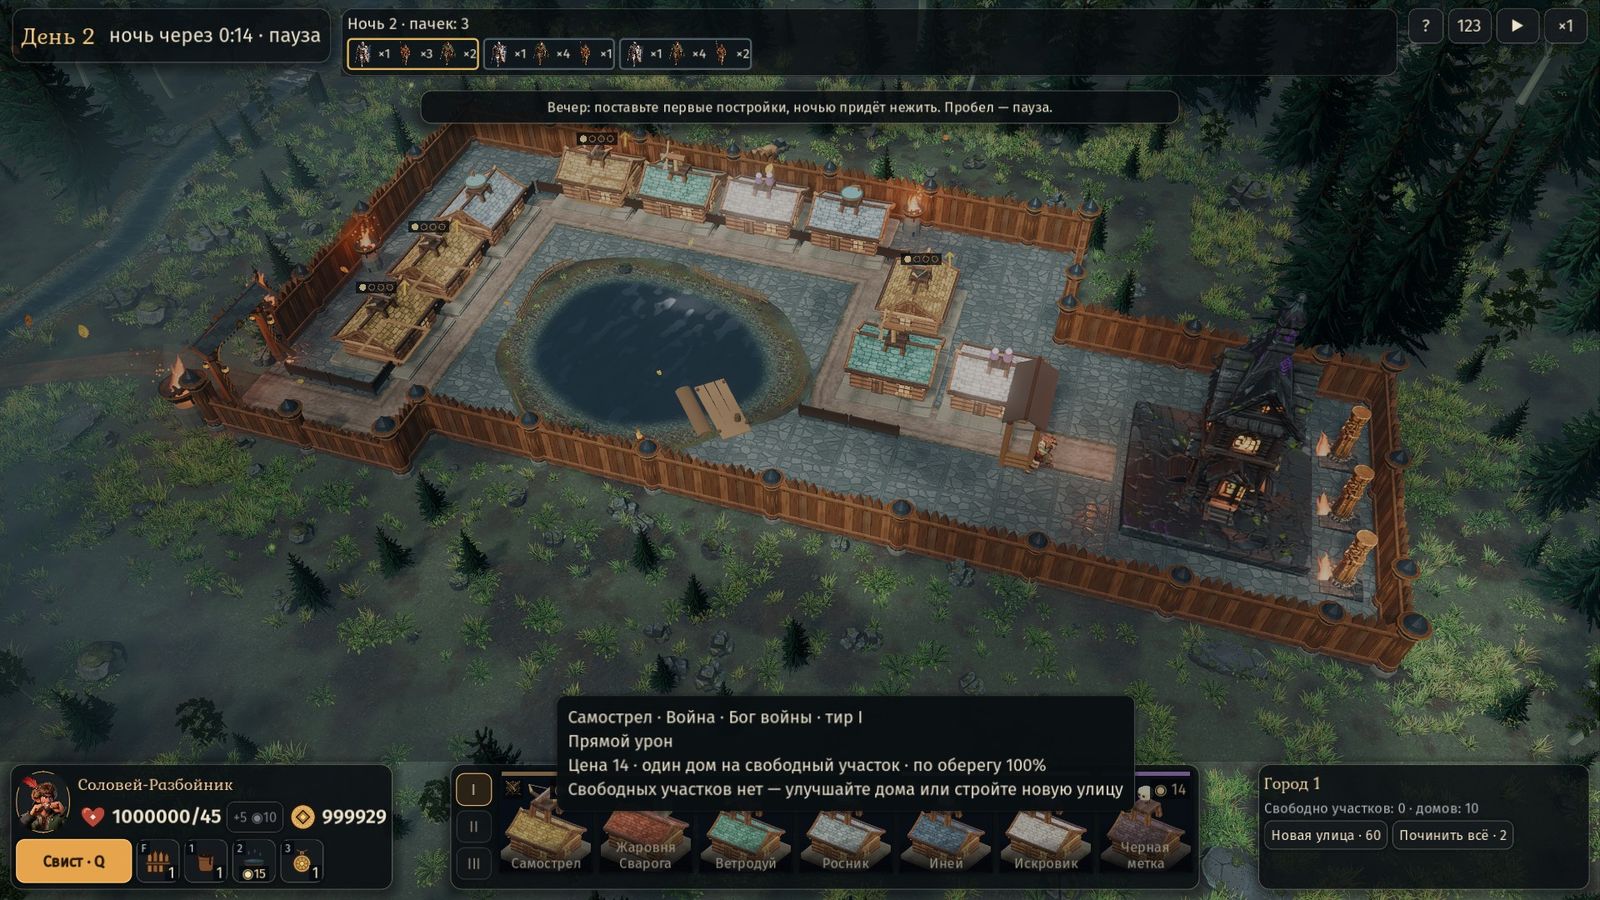 День 2 ночь через 0:14 · пауза
Ночь 2 · пачек: 3
×1 ×3 ×2 ×1 ×4 ×1 ×1 ×4 ×2
? 123 ×1
Вечер: поставьте первые постройки, ночью придёт нежить. Пробел — пауза.
Самострел · Война · Бог войны · тир I
Прямой урон
Цена 14 · один дом на свободный участок · по оберегу 100%
Свободных участков нет — улучшайте дома или стройте новую улицу
Соловей-Разбойник
1000000/45 +5 10 999929
Свист · Q
F 1
1 1
2 15
3 1
I
II
III
14
Самострел
Жаровня Сварога
Ветродуй
Росник
Иней
Искровик
Черная метка
Город 1
Свободно участков: 0 · домов: 10
Новая улица · 60 Починить всё · 2